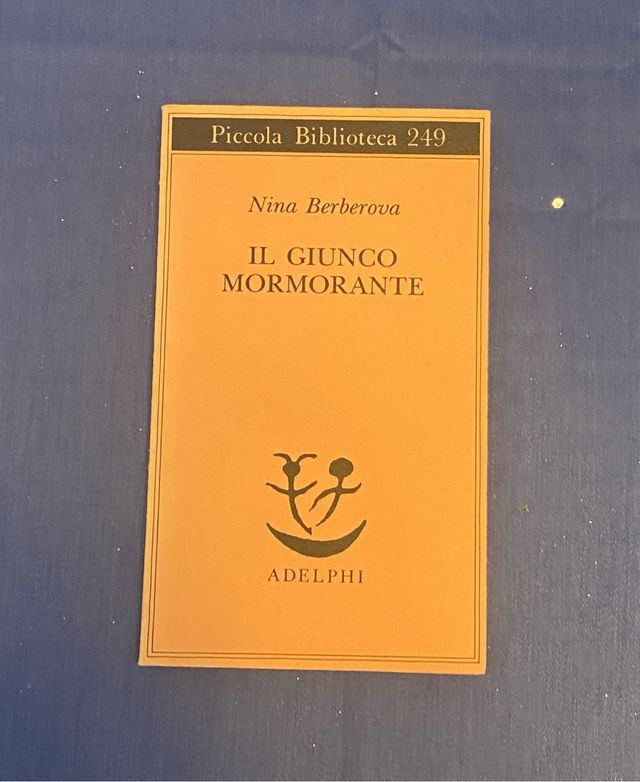 Piccola Biblioteca 249
Nina Berberova
IL GIUNCO
MORMORANTE
ADELPHI